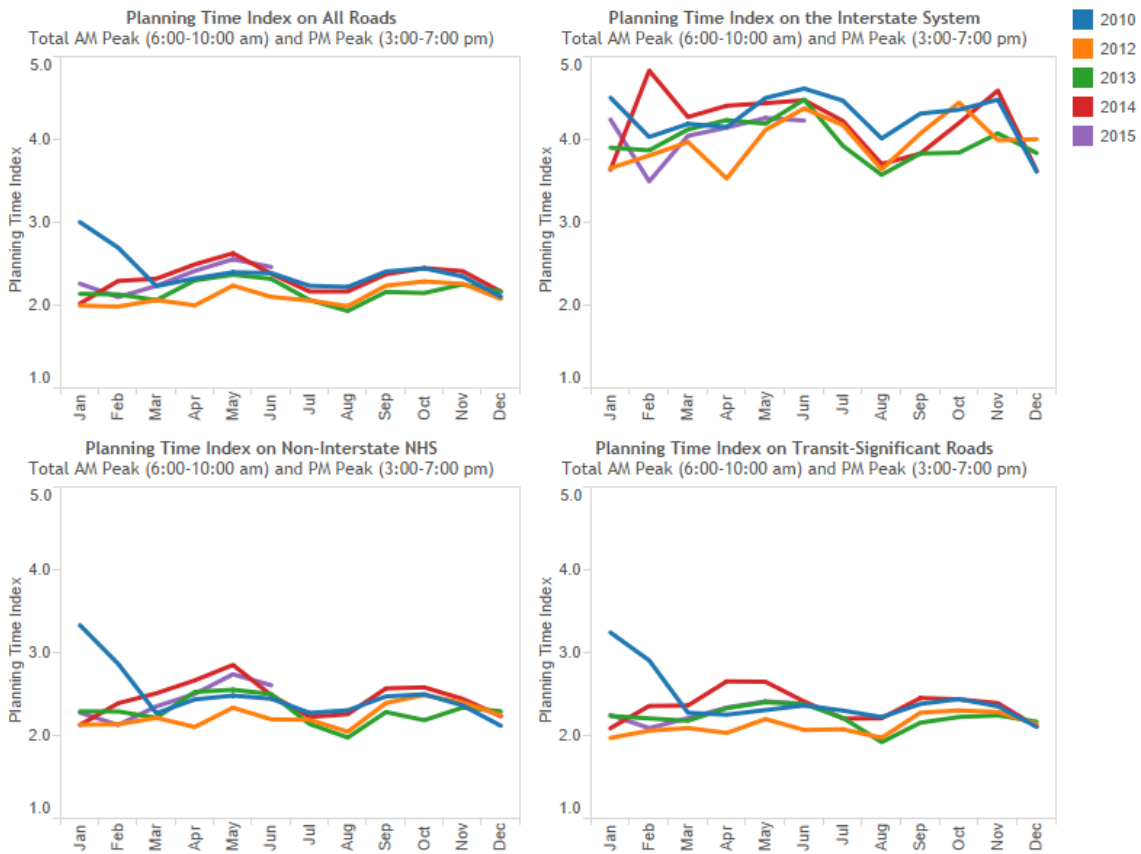 Planning Time Index on All Roads
Total AM Peak (6:00-10:00 am) and PM Peak (3:00-7:00 pm)
5.0
4.0
3.0
2.0
1.0
Planning Time Index
Jan
Feb
Mar
Apr
May
Jun
Jul
Aug
Sep
Oct
Nov
Dec
Planning Time Index on the Interstate System
Total AM Peak (6:00-10:00 am) and PM Peak (3:00-7:00 pm)
5.0
4.0
3.0
2.0
1.0
Planning Time Index
Jan
Feb
Mar
Apr
May
Jun
Jul
Aug
Sep
Oct
Nov
Dec
2010
2012
2013
2014
2015
Planning Time Index on Non-Interstate NHS
Total AM Peak (6:00-10:00 am) and PM Peak (3:00-7:00 pm)
5.0
4.0
3.0
2.0
1.0
Planning Time Index
Jan
Feb
Mar
Apr
May
Jun
Jul
Aug
Sep
Oct
Nov
Dec
Planning Time Index on Transit-Significant Roads
Total AM Peak (6:00-10:00 am) and PM Peak (3:00-7:00 pm)
5.0
4.0
3.0
2.0
1.0
Planning Time Index
Jan
Feb
Mar
Apr
May
Jun
Jul
Aug
Sep
Oct
Nov
Dec